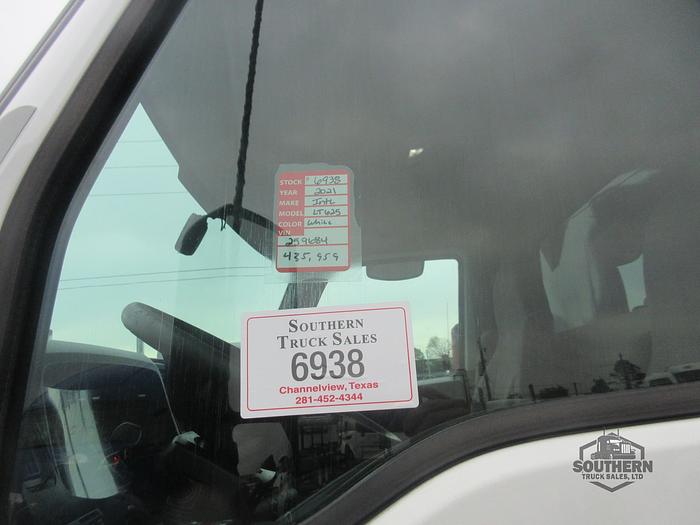 STOCK 6938
YEAR 2021
MAKE Intl
MODEL LT625
COLOR White
VIN
259684
435,959
SOUTHERN
TRUCK SALES
6938
Channelview, Texas
281-452-4344
SOUTHERN
TRUCK SALES, LTD